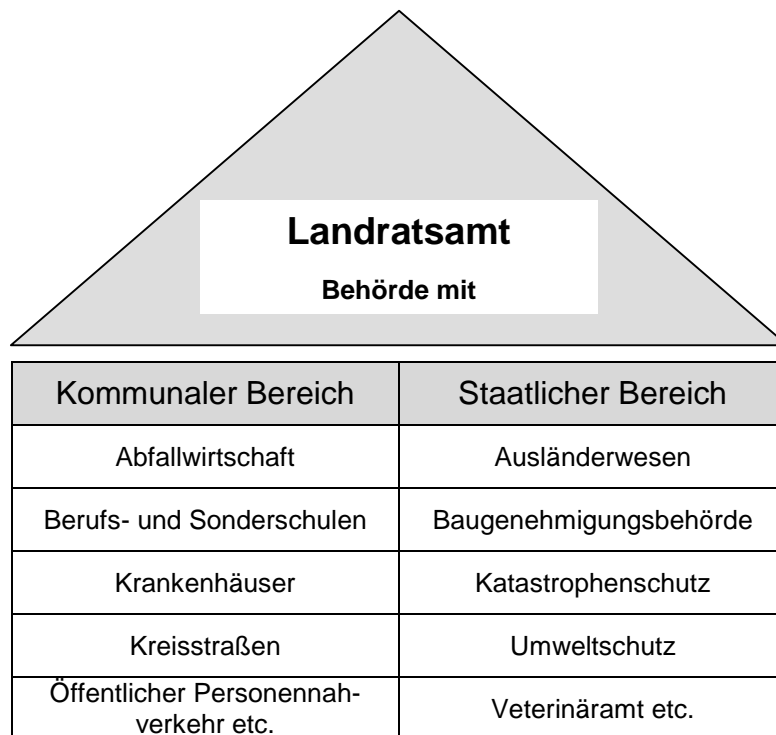 Landratsamt
Behörde mit
Kommunaler Bereich
Staatlicher Bereich
Abfallwirtschaft
Ausländerwesen
Berufs- und Sonderschulen
Baugenehmigungsbehörde
Krankenhäuser
Katastrophenschutz
Kreisstraßen
Umweltschutz
Öffentlicher Personennah-
verkehr etc.
Veterinäramt etc.